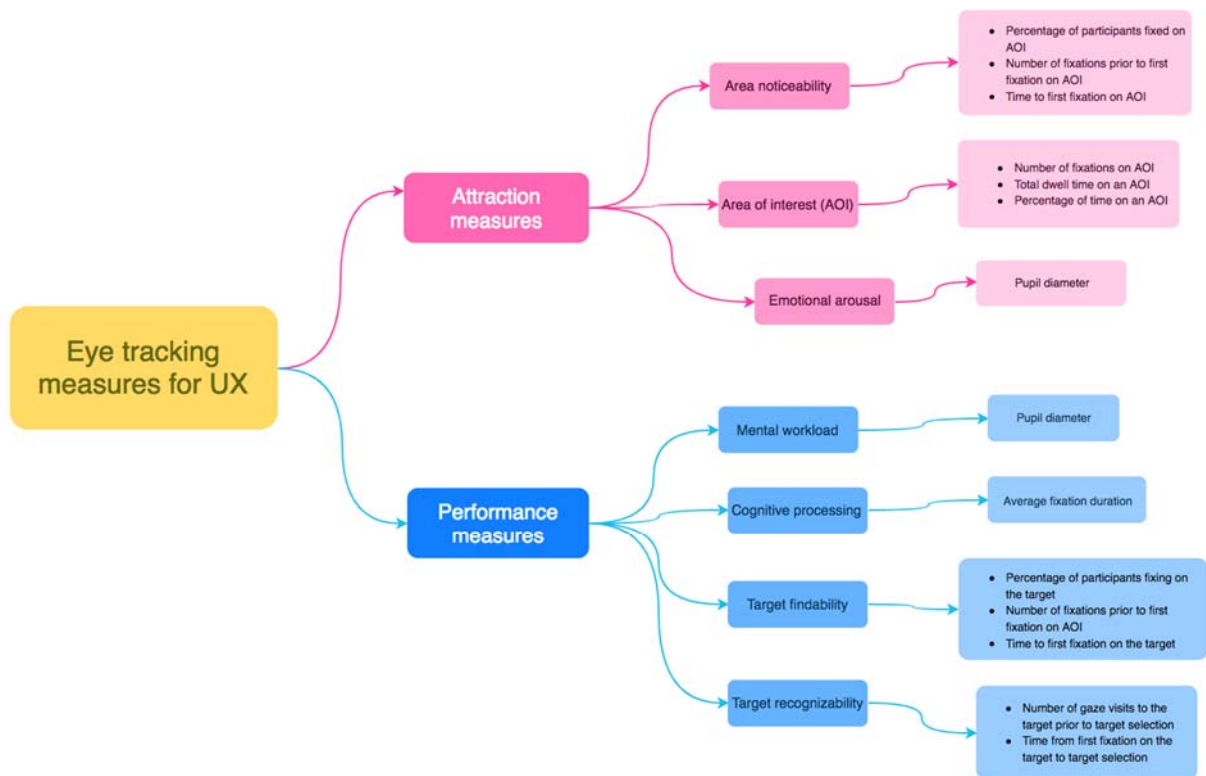 Eye tracking
measures for UX
Attraction
measures
Area noticeability
• Percentage of participants fixed on
AOI
• Number of fixations prior to first
fixation on AOI
• Time to first fixation on AOI
Area of interest (AOI)
• Number of fixations on AOI
• Total dwell time on an AOI
• Percentage of time on an AOI
Emotional arousal
Pupil diameter
Performance
measures
Mental workload
Pupil diameter
Cognitive processing
Average fixation duration
Target findability
• Percentage of participants fixing on
the target
• Number of fixations prior to first
fixation on AOI
• Time to first fixation on the target
Target recognizability
• Number of gaze visits to the
target prior to target selection
• Time from first fixation on the
target to target selection